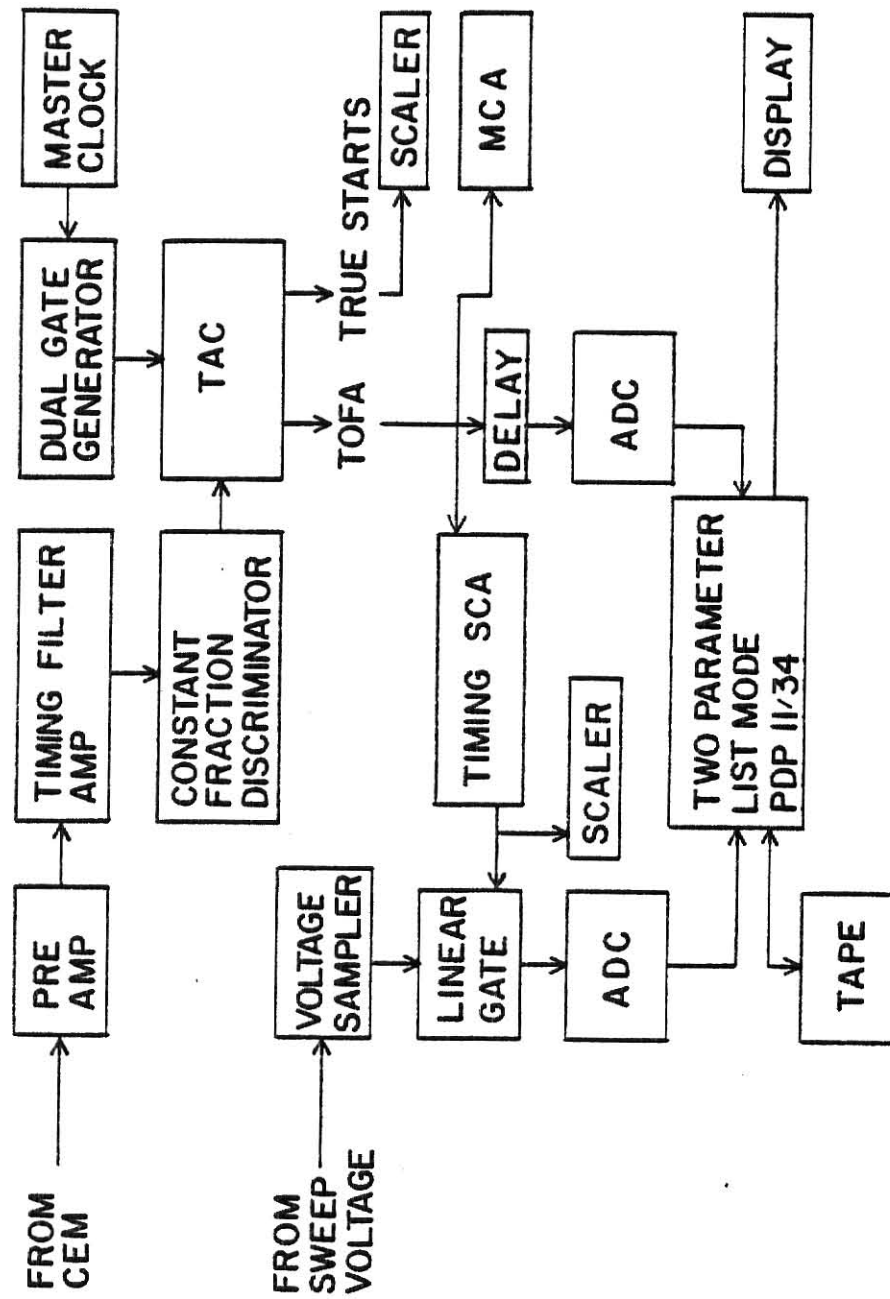 FROM
CEM
PRE
AMP
TIMING FILTER
AMP
DUAL GATE
GENERATOR
MASTER
CLOCK
CONSTANT
FRACTION
DISCRIMINATOR
TAC
TOFA
TRUE STARTS
SCALER
FROM
SWEEP
VOLTAGE
VOLTAGE
SAMPLER
LINEAR
GATE
TIMING SCA
DELAY
MCA
SCALER
ADC
ADC
TWO PARAMETER
LIST MODE
PDP 11/34
TAPE
DISPLAY